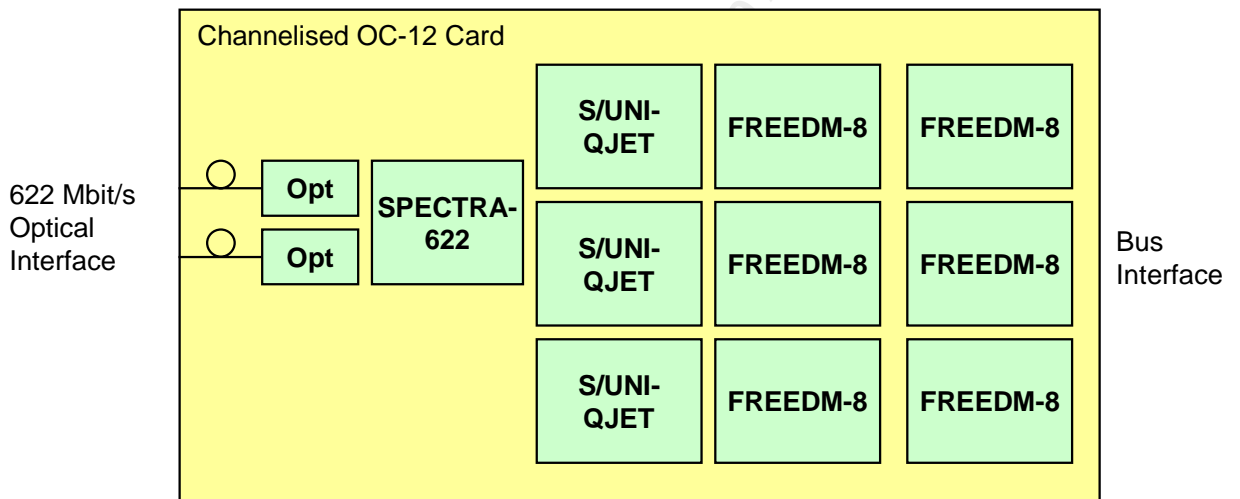 Channelised OC-12 Card
622 Mbit/s
Optical
Interface
Opt
Opt
SPECTRA-
622
S/UNI-
QJET
FREEDM-8
FREEDM-8
S/UNI-
QJET
FREEDM-8
FREEDM-8
S/UNI-
QJET
FREEDM-8
FREEDM-8
Bus
Interface